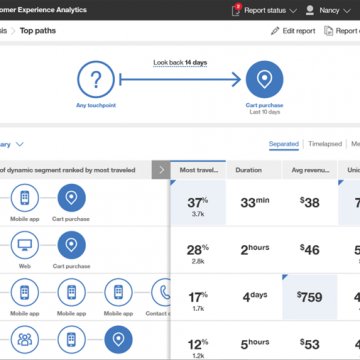 omer Experience Analytics
Report status
Nancy
sis > Top paths
Edit report
Report
Look back 14 days
?
Any touchpoint
Cart purchase
Last 10 days
ary
Separated
Timelapsed
Me
of dynamic segment ranked by most traveled
>
Most travel...
Duration
Avg revenu...
Uni
Mobile app
Cart purchase
37%
3.7k
33min
$38
7
Web
Cart purchase
28%
2.8k
2hours
$46
5
Mobile app
Mobile app
Mobile app
Contact
17%
1.7k
4days
$759
4
12%
1.2k
5hours
$53
4